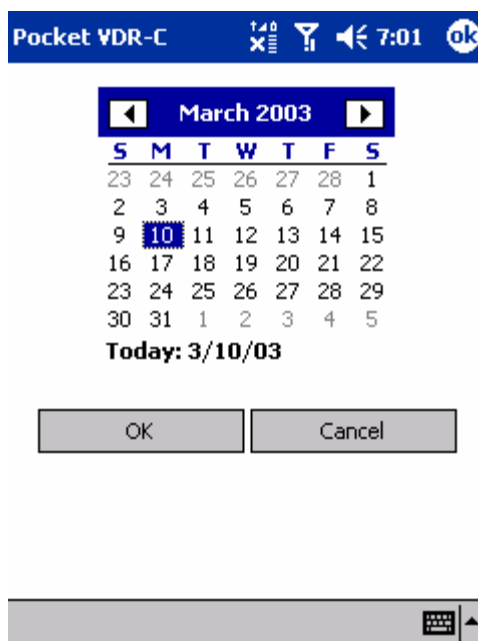 Pocket VDR-C 7:01 ok
March 2003
S M T W T F S
23 24 25 26 27 28 1
2 3 4 5 6 7 8
9 10 11 12 13 14 15
16 17 18 19 20 21 22
23 24 25 26 27 28 29
30 31 1 2 3 4 5
Today: 3/10/03
OK Cancel